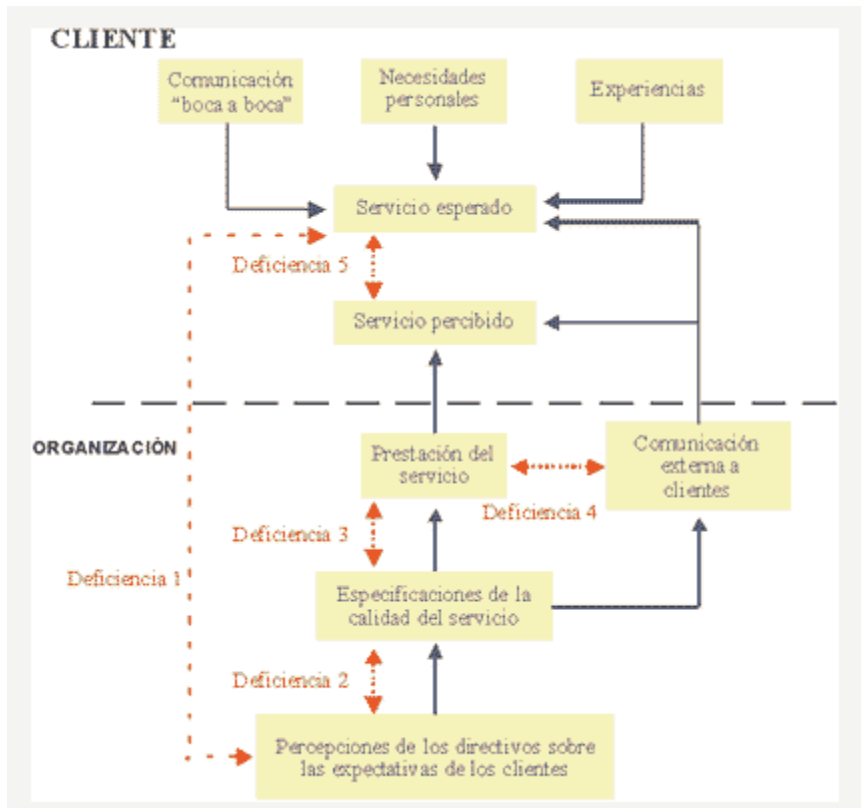 CLIENTE
Comunicación
“boca a boca”
Necesidades
personales
Experiencias
Servicio esperado
Deficiencia 5
Servicio percibido
ORGANIZACIÓN
Prestación del
servicio
Comunicación
externa a
clientes
Deficiencia 4
Deficiencia 3
Deficiencia 1
Especificaciones de la
calidad del servicio
Deficiencia 2
Percepciones de los directivos sobre
las expectativas de los clientes